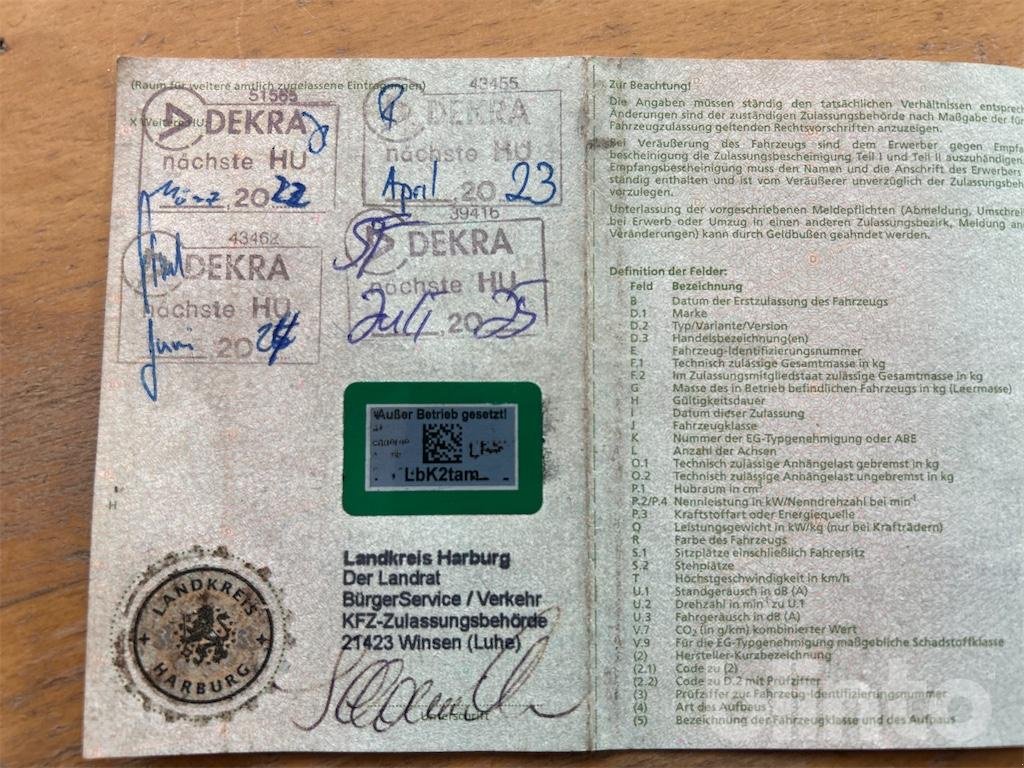 (Raum für weitere amtlich zugelassene Eintragungen)
X Weitere HU:
51565
DEKRA
nächste HU
März 2022
43455
DEKRA
nächste HU
April 2023
43462
DEKRA
nächste HU
Juni 2024
39416
DEKRA
nächste HU
Juli 2025
Außer Betrieb gesetzt!
LbK2tam
H
LANDKREIS
HARBURG
Landkreis Harburg
Der Landrat
BürgerService / Verkehr
KFZ-Zulassungsbehörde
21423 Winsen (Luhe)
Unterschrift
Zur Beachtung!
Die Angaben müssen ständig den tatsächlichen Verhältnissen entsprec
Änderungen sind der zuständigen Zulassungsbehörde nach Maßgabe der für
Fahrzeugzulassung geltenden Rechtsvorschriften anzuzeigen.
Bei Veräußerung des Fahrzeugs sind dem Erwerber gegen Empfa
bescheinigung die Zulassungsbescheinigung Teil I und Teil II auszuhändigen
Empfangsbescheinigung muss den Namen und die Anschrift des Erwerbers
ständig enthalten und ist vom Veräußerer unverzüglich der Zulassungsbeh
vorzulegen.
Unterlassung der vorgeschriebenen Meldepflichten (Abmeldung, Umschrei
bei Erwerb oder Umzug in einen anderen Zulassungsbezirk, Meldung an
Veränderungen) kann durch Geldbußen geahndet werden.
Definition der Felder:
Feld Bezeichnung
B Datum der Erstzulassung des Fahrzeugs
D.1 Marke
D.2 Typ/Variante/Version
D.3 Handelsbezeichnung(en)
E Fahrzeug-Identifizierungsnummer
F.1 Technisch zulässige Gesamtmasse in kg
F.2 Im Zulassungsmitgliedstaat zulässige Gesamtmasse in kg
G Masse des in Betrieb befindlichen Fahrzeugs in kg (Leermasse)
H Gültigkeitsdauer
I Datum dieser Zulassung
J Fahrzeugklasse
K Nummer der EG-Typgenehmigung oder ABE
L Anzahl der Achsen
O.1 Technisch zulässige Anhängelast gebremst in kg
O.2 Technisch zulässige Anhängelast ungebremst in kg
P.1 Hubraum in cm³
P.2/P.4 Nennleistung in kW/Nenndrehzahl bei min⁻¹
P.3 Kraftstoffart oder Energiequelle
Q Leistungsgewicht in kW/kg (nur bei Krafträdern)
R Farbe des Fahrzeugs
S.1 Sitzplätze einschließlich Fahrersitz
S.2 Stehplätze
T Höchstgeschwindigkeit in km/h
U.1 Standgeräusch in dB (A)
U.2 Drehzahl in min⁻¹ zu U.1
U.3 Fahrgeräusch in dB (A)
V.7 CO₂ (in g/km) kombinierter Wert
V.9 Für die EG-Typgenehmigung maßgebliche Schadstoffklasse
(2) Hersteller-Kurzbezeichnung
(2.1) Code zu (2)
(2.2) Code zu D.2 mit Prüfziffer
(3) Prüfziffer zur Fahrzeug-Identifizierungsnummer
(4) Art des Aufbaus
(5) Bezeichnung der Fahrzeugklasse und des Aufbaus